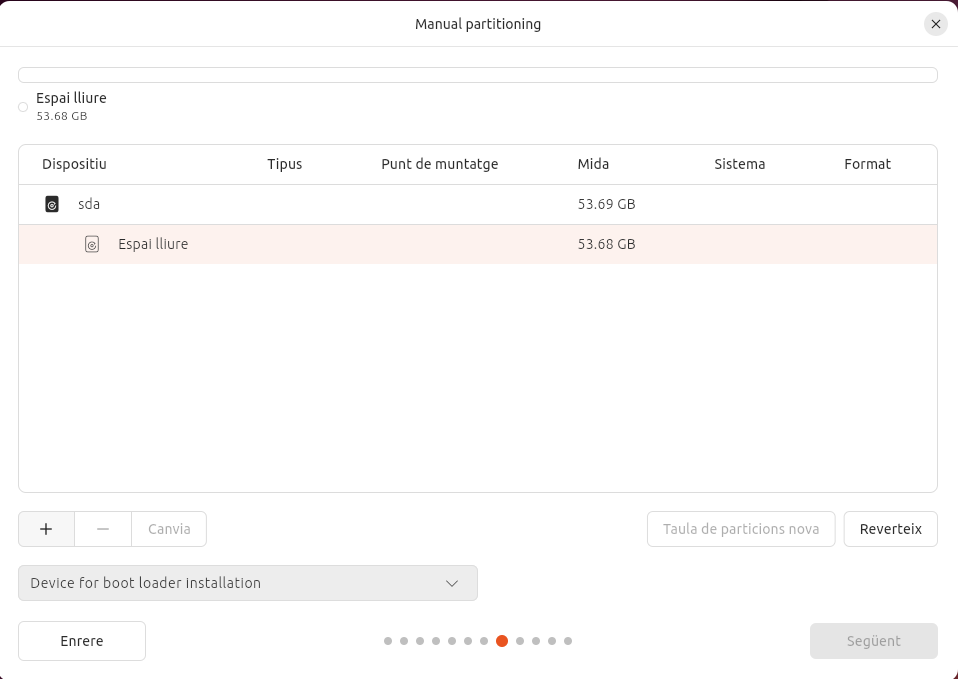 Manual partitioning
Espai lliure
53.68 GB
Dispositiu Tipus Punt de muntatge Mida Sistema Format
sda 53.69 GB
Espai lliure 53.68 GB
+ − Canvia Taula de particions nova Reverteix
Device for boot loader installation
Enrere Següent